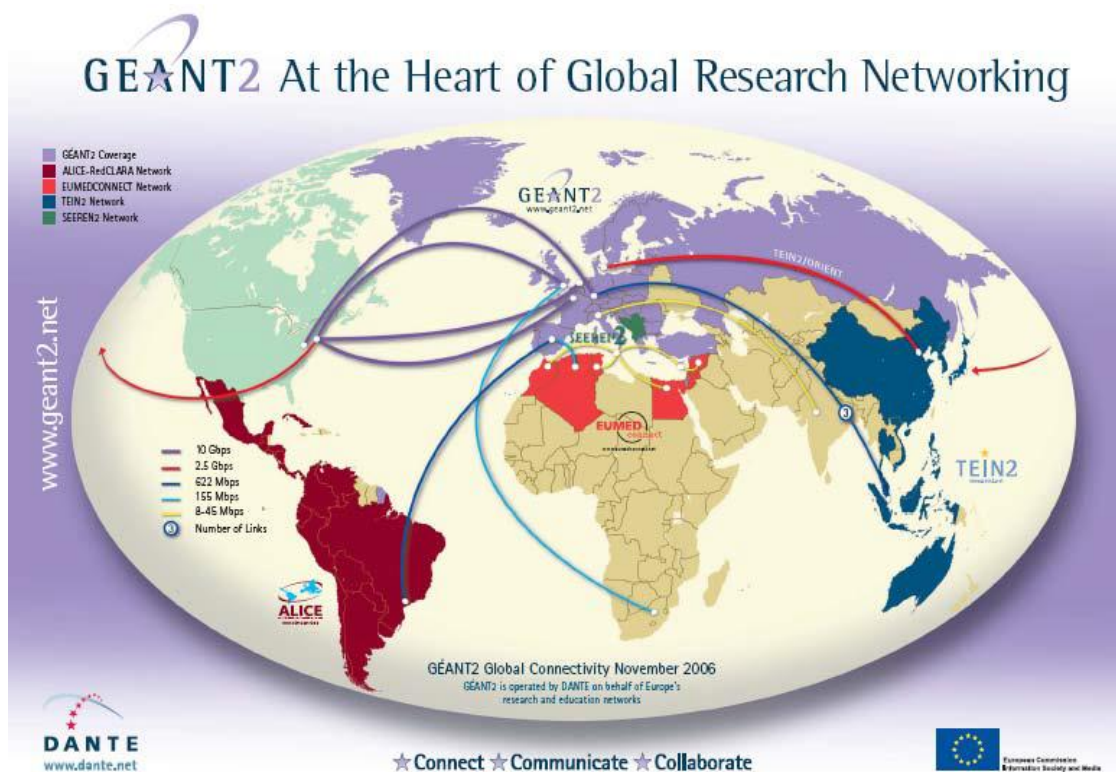 GEANT2 At the Heart of Global Research Networking
GÉANT2 Coverage
ALICE-RedCLARA Network
EUMEDCONNECT Network
TEIN2 Network
SEEREN2 Network
GEANT2
www.geant2.net
TEIN2/ORIENT
www.geant2.net
SEEREN2
EUMED
connect
3
TEIN2
10 Gbps
2.5 Gbps
622 Mbps
155 Mbps
8-45 Mbps
3 Number of Links
ALICE
GÉANT2 Global Connectivity November 2006
GÉANT2 is operated by DANTE on behalf of Europe's
research and education networks
DANTE
www.dante.net
Connect Communicate Collaborate
European Commission
Information Society and Media